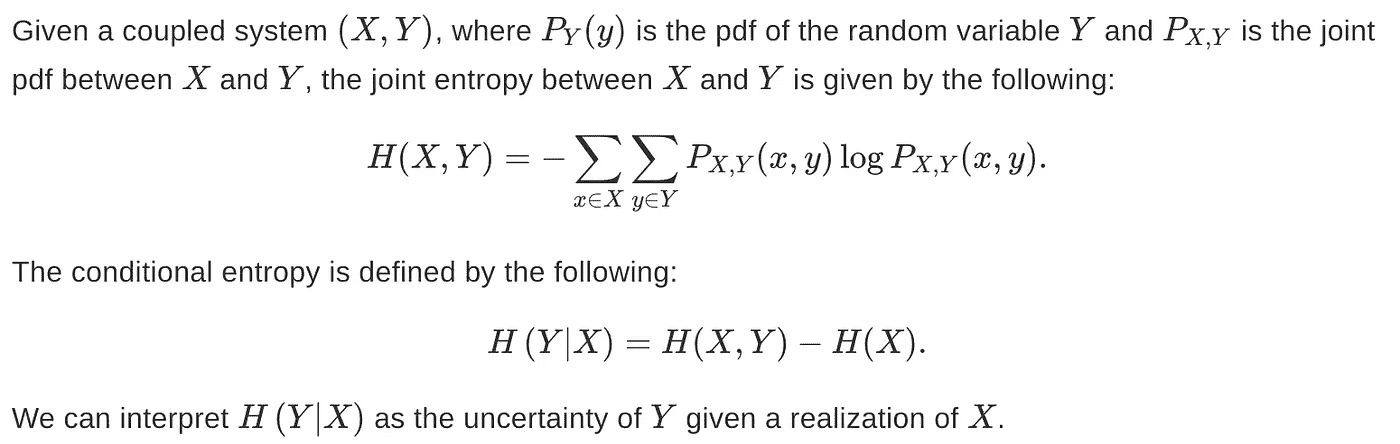 Given a coupled system (X, Y), where P_Y(y) is the pdf of the random variable Y and P_{X,Y} is the joint
pdf between X and Y, the joint entropy between X and Y is given by the following:
H(X, Y) = − ∑_{x∈X} ∑_{y∈Y} P_{X,Y}(x, y) log P_{X,Y}(x, y).
The conditional entropy is defined by the following:
H (Y|X) = H(X, Y) − H(X).
We can interpret H (Y|X) as the uncertainty of Y given a realization of X.